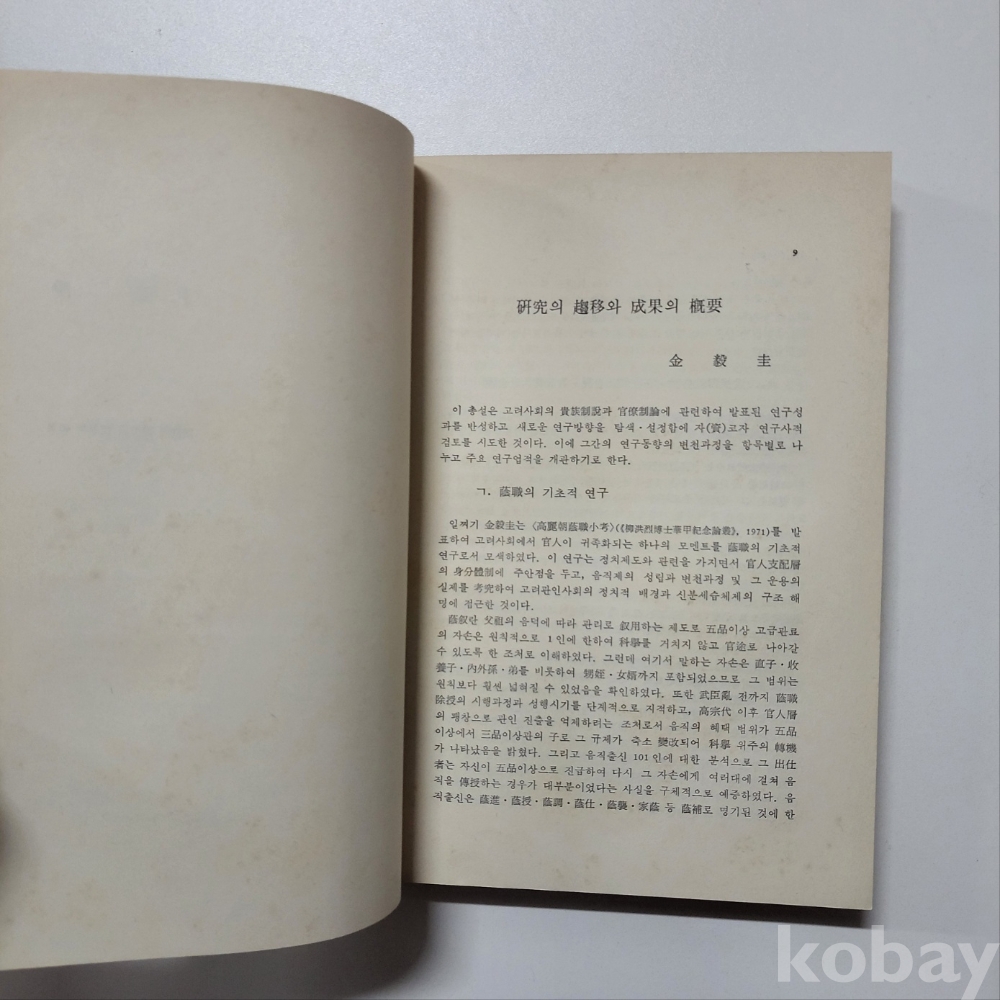 9
硏究의 趨移와 成果의 槪要
金 毅 圭
이 총설은 고려사회의 貴族制說과 官僚制論에 관련하여 발표된 연구성
과를 반성하고 새로운 연구방향을 탐색·설정함에 자(資)코자 연구사적
검토를 시도한 것이다. 이에 그간의 연구동향의 변천과정을 항목별로 나
누고 주요 연구업적을 개관하기로 한다.
ㄱ. 蔭職의 기초적 연구
일찌기 金毅圭는 〈高麗朝蔭職小考〉(《柳洪烈博士華甲紀念論叢》, 1971)를 발
표하여 고려사회에서 官人이 귀족화되는 하나의 모멘트를 蔭職의 기초적
연구로서 모색하였다. 이 연구는 정치제도와 관련을 가지면서 官人支配層
의 身分體制에 주안점을 두고, 음직제의 성립과 변천과정 및 그 운용의
실제를 考究하여 고려관인사회의 정치적 배경과 신분세습체제의 구조 해
명에 접근한 것이다.
蔭敍란 父祖의 음덕에 따라 관리로 敍用하는 제도로 五品이상 고급관료
의 자손은 원칙적으로 1인에 한하여 科擧를 거치지 않고 官途로 나아갈
수 있도록 한 조처로 이해하였다. 그런데 여기서 말하는 자손은 直子·收
養子·內外孫·弟를 비롯하여 甥姪·女婿까지 포함되었으므로 그 범위는
원칙보다 훨씬 넓혀질 수 있었음을 확인하였다. 또한 武臣亂 전까지 蔭職
除授의 시행과정과 성행시기를 단계적으로 지적하고, 高宗代 이후 官人層
의 팽창으로 관인 진출을 억제하려는 조처로서 음직의 혜택 범위가 五品
이상에서 三品이상관의 子로 그 규제가 축소 變改되어 科擧 위주의 轉機
가 나타났음을 밝혔다. 그리고 음직출신 101인에 대한 분석으로 그 出仕
者는 자신이 五品이상으로 진급하여 다시 그 자손에게 여러대에 걸쳐 음
직을 傳授하는 경우가 대부분이었다는 사실을 구체적으로 예증하였다. 음
직출신은 蔭進·蔭授·蔭調·蔭仕·蔭襲·家蔭 등 蔭補로 명기된 것에 한
kobay